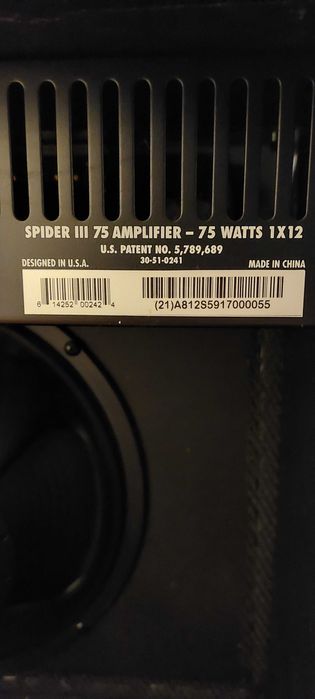 SPIDER III 75 AMPLIFIER – 75 WATTS 1X12
U.S. PATENT NO. 5,789,689
DESIGNED IN U.S.A. 30-51-0241 MADE IN CHINA
6 14252 00242 4
(21)A812S5917000055